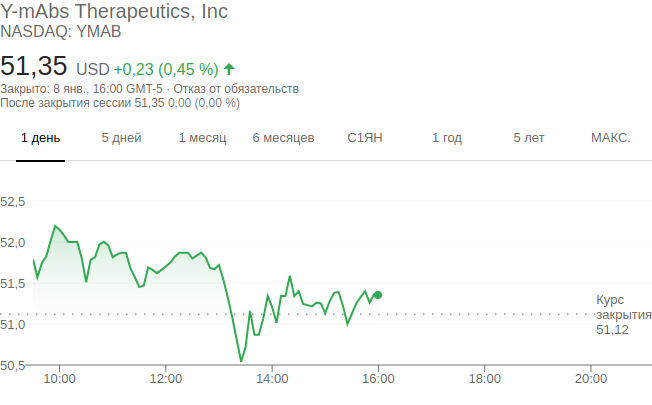 Y-mAbs Therapeutics, Inc
NASDAQ: YMAB
51,35 USD +0,23 (0,45 %)
Закрыто: 8 янв., 16:00 GMT-5 · Отказ от обязательств
После закрытия сессии 51,35 0,00 (0,00 %)
1 день 5 дней 1 месяц 6 месяцев С1ЯН 1 год 5 лет МАКС.
52,5
52,0
51,5
51,0
50,5
Курс
закрытия
51,12
10:00 12:00 14:00 16:00 18:00 20:00